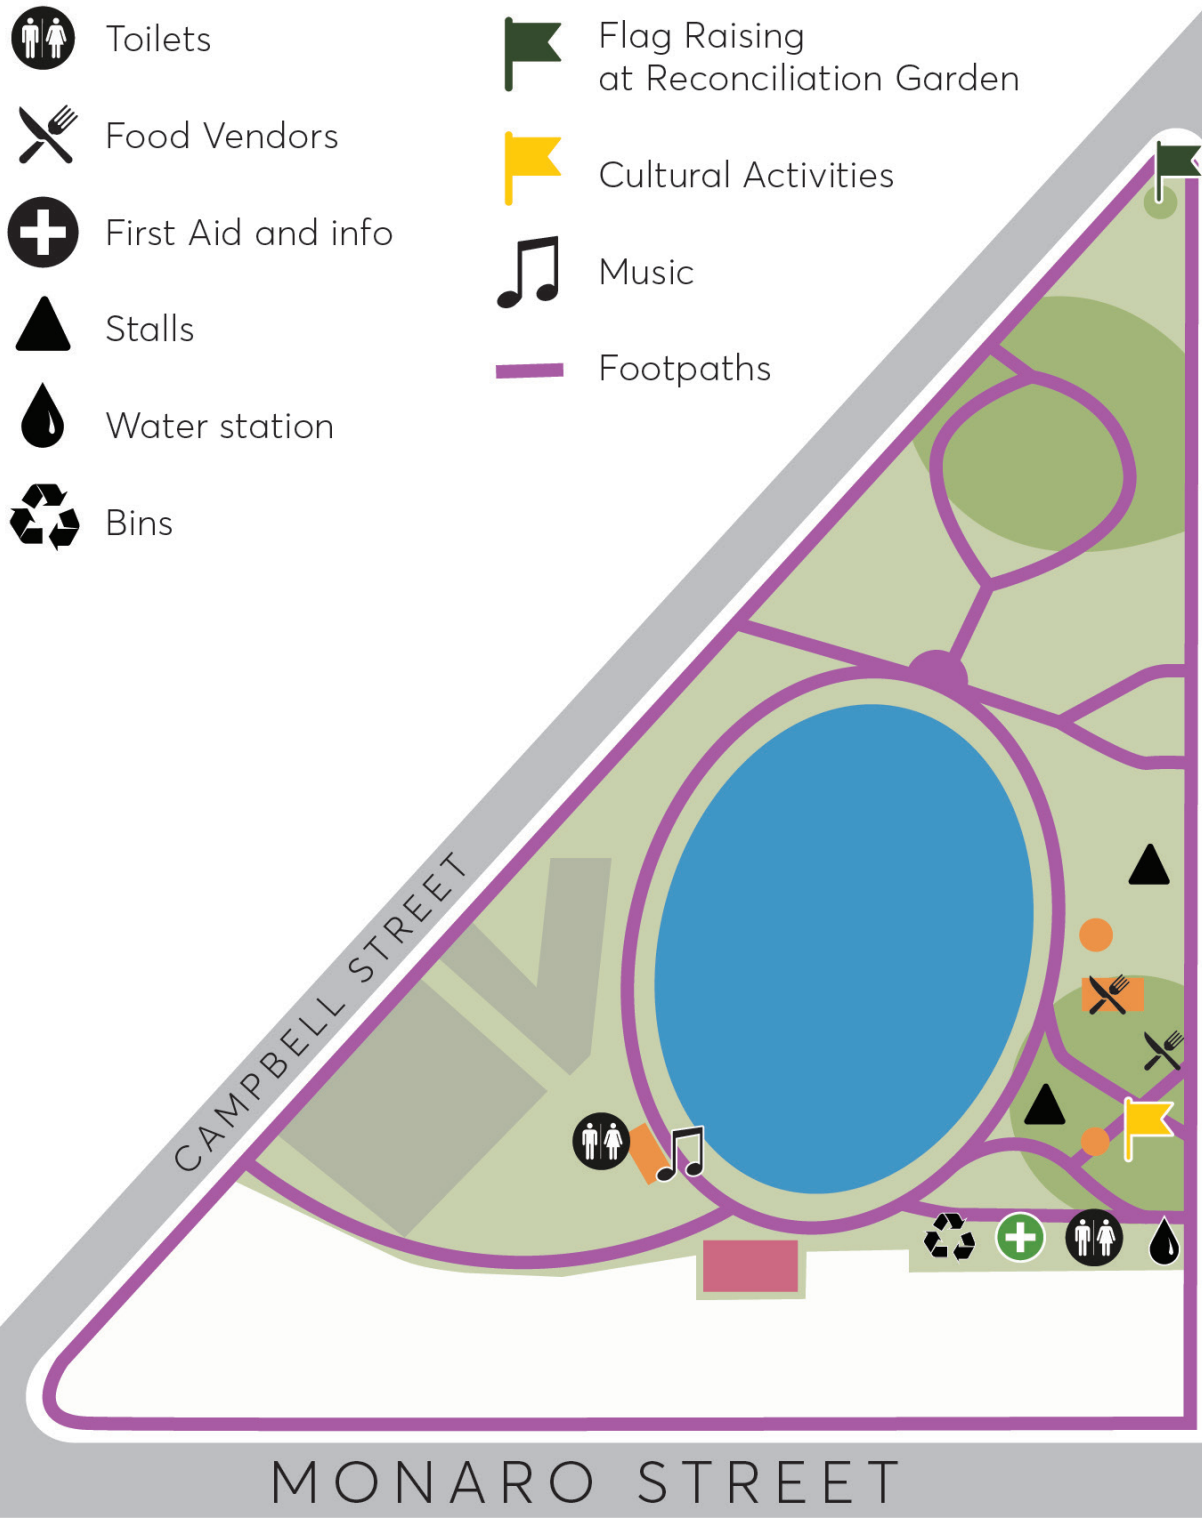 Toilets
Food Vendors
First Aid and info
Stalls
Water station
Bins
Flag Raising
at Reconciliation Garden
Cultural Activities
Music
Footpaths
CAMPBELL STREET
MONARO STREET